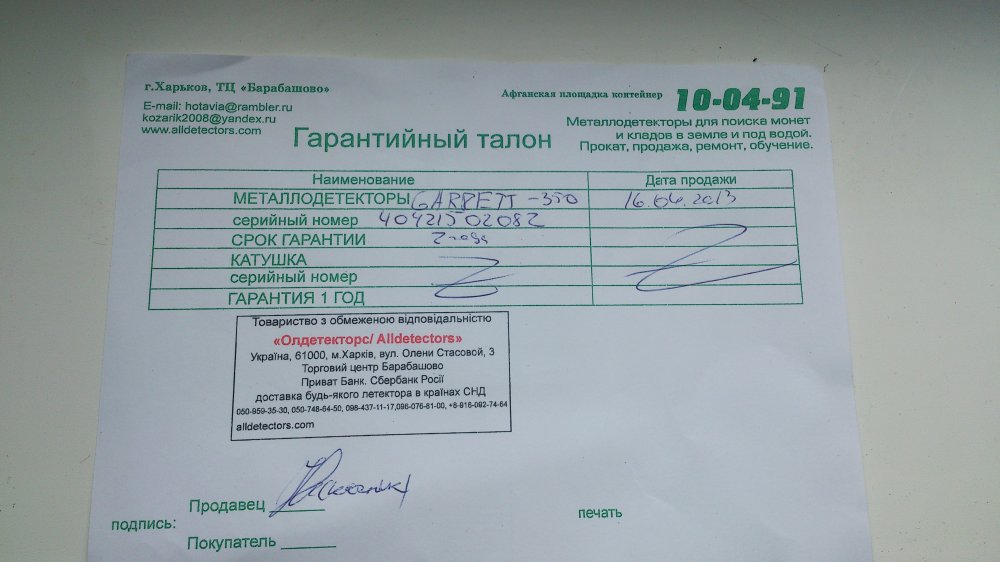 г.Харьков, ТЦ «Барабашово»
E-mail: hotavia@rambler.ru
kozarik2008@yandex.ru
www.alldetectors.com
Афганская площадка контейнер 10-04-91
Металлодетекторы для поиска монет
и кладов в земле и под водой.
Прокат, продажа, ремонт, обучение.
Гарантийный талон
Наименование Дата продажи
МЕТАЛЛОДЕТЕКТОРЫ GARRETT -350 16.04.2013
серийный номер 40421502082
СРОК ГАРАНТИИ 2 года
КАТУШКА
серийный номер
ГАРАНТИЯ 1 ГОД
Товариство з обмеженою відповідальністю
«Олдетекторс/ Alldetectors»
Україна, 61000, м.Харків, вул. Олени Стасовой, 3
Торговий центр Барабашово
Приват Банк. Сбербанк Росії
доставка будь-якого летектора в країнах СНД
050-959-35-30, 050-748-64-50, 098-437-11-17,096-076-81-00, +8-916-092-74-64
alldetectors.com
Продавец
подпись: печать
Покупатель